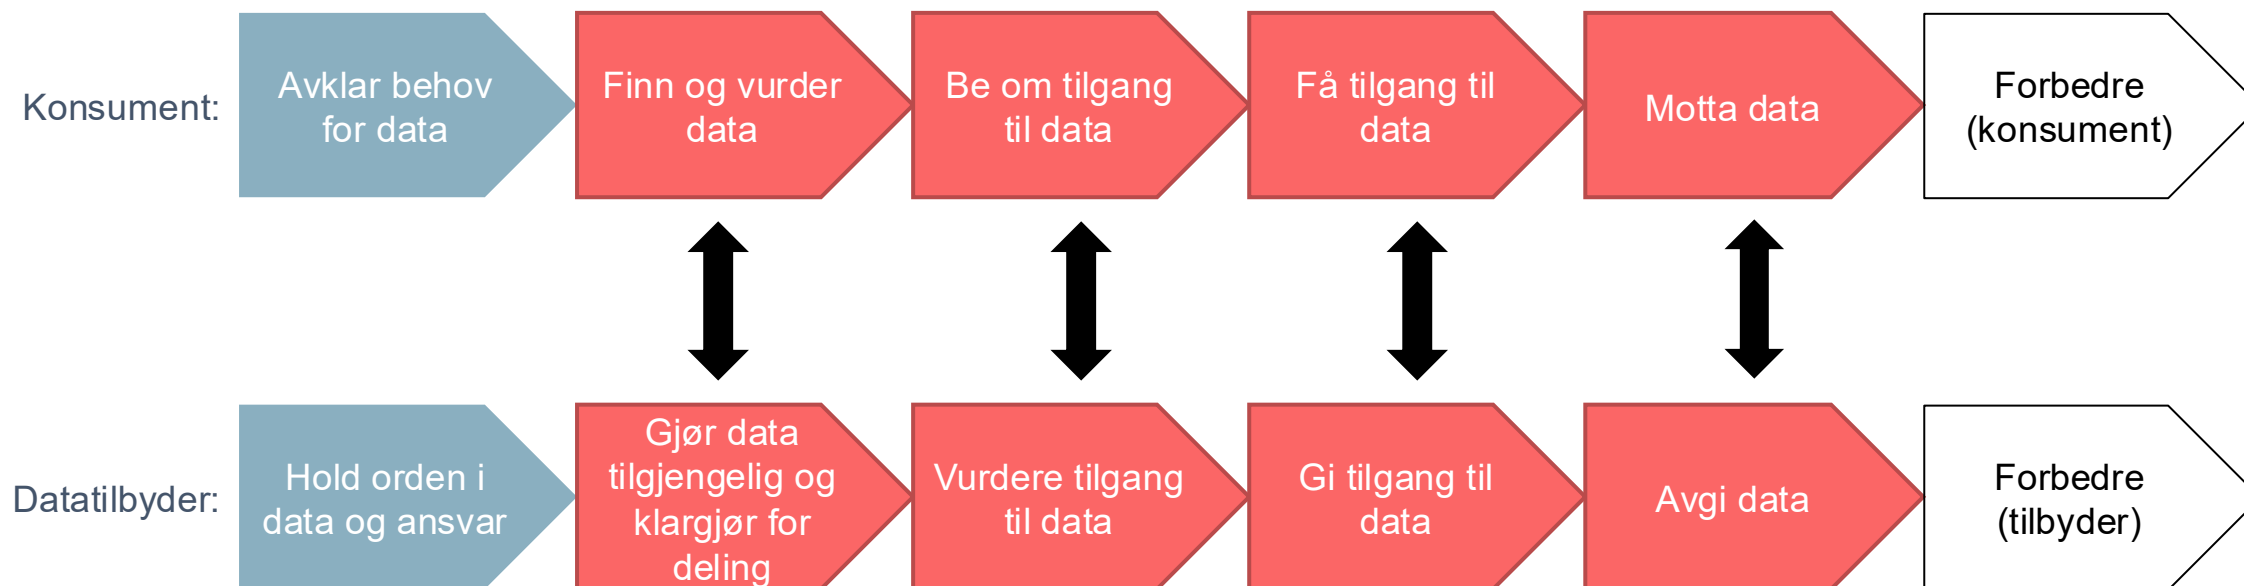 Konsument:
Avklar behov
for data
Finn og vurder
data
Be om tilgang
til data
Få tilgang til
data
Motta data
Forbedre
(konsument)
Datatilbyder:
Hold orden i
data og ansvar
Gjør data
tilgjengelig og
klargjør for
deling
Vurdere tilgang
til data
Gi tilgang til
data
Avgi data
Forbedre
(tilbyder)